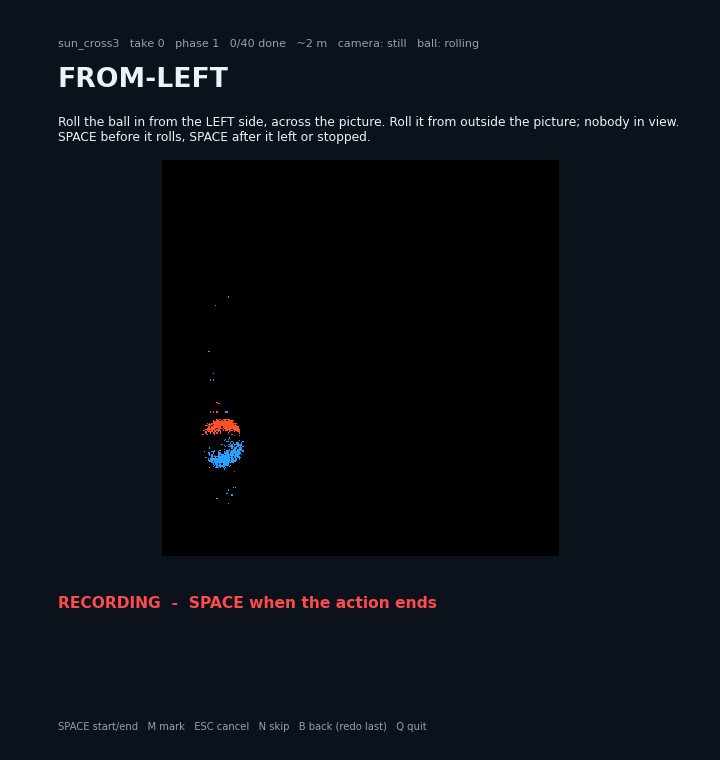 sun_cross3   take 0   phase 1   0/40 done   ~2 m   camera: still   ball: rolling
FROM-LEFT
Roll the ball in from the LEFT side, across the picture. Roll it from outside the picture; nobody in view.
SPACE before it rolls, SPACE after it left or stopped.
RECORDING  -  SPACE when the action ends
SPACE start/end   M mark   ESC cancel   N skip   B back (redo last)   Q quit